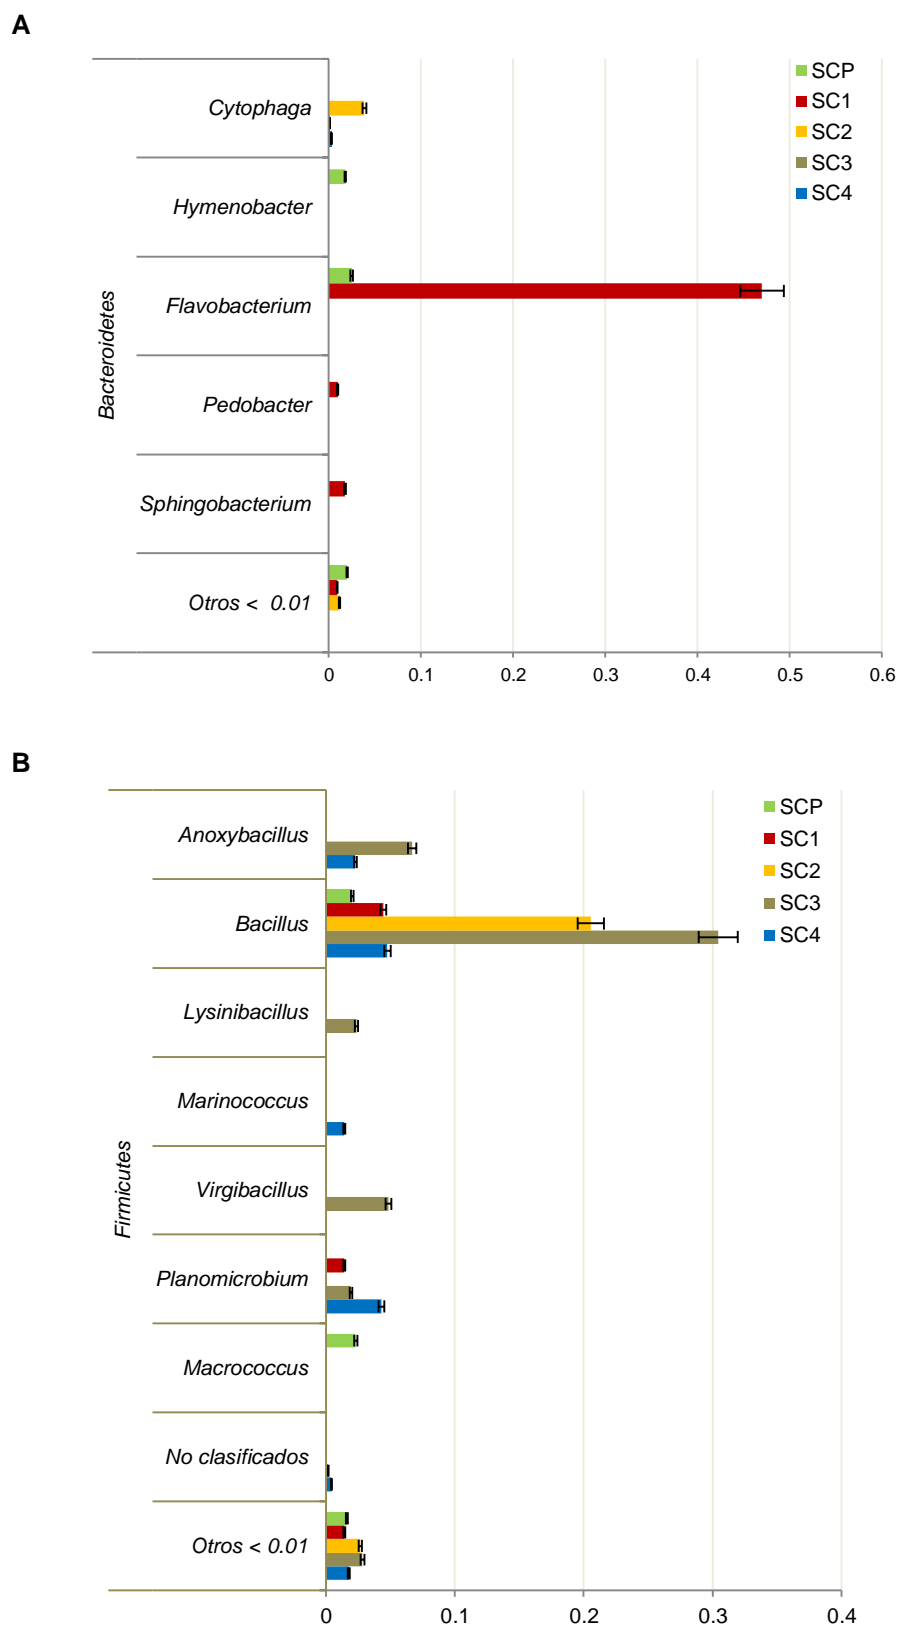 A
SCP
SC1
SC2
SC3
SC4
Bacteroidetes
Cytophaga
Hymenobacter
Flavobacterium
Pedobacter
Sphingobacterium
Otros < 0.01
0 0.1 0.2 0.3 0.4 0.5 0.6
B
SCP
SC1
SC2
SC3
SC4
Firmicutes
Anoxybacillus
Bacillus
Lysinibacillus
Marinococcus
Virgibacillus
Planomicrobium
Macrococcus
No clasificados
Otros < 0.01
0 0.1 0.2 0.3 0.4